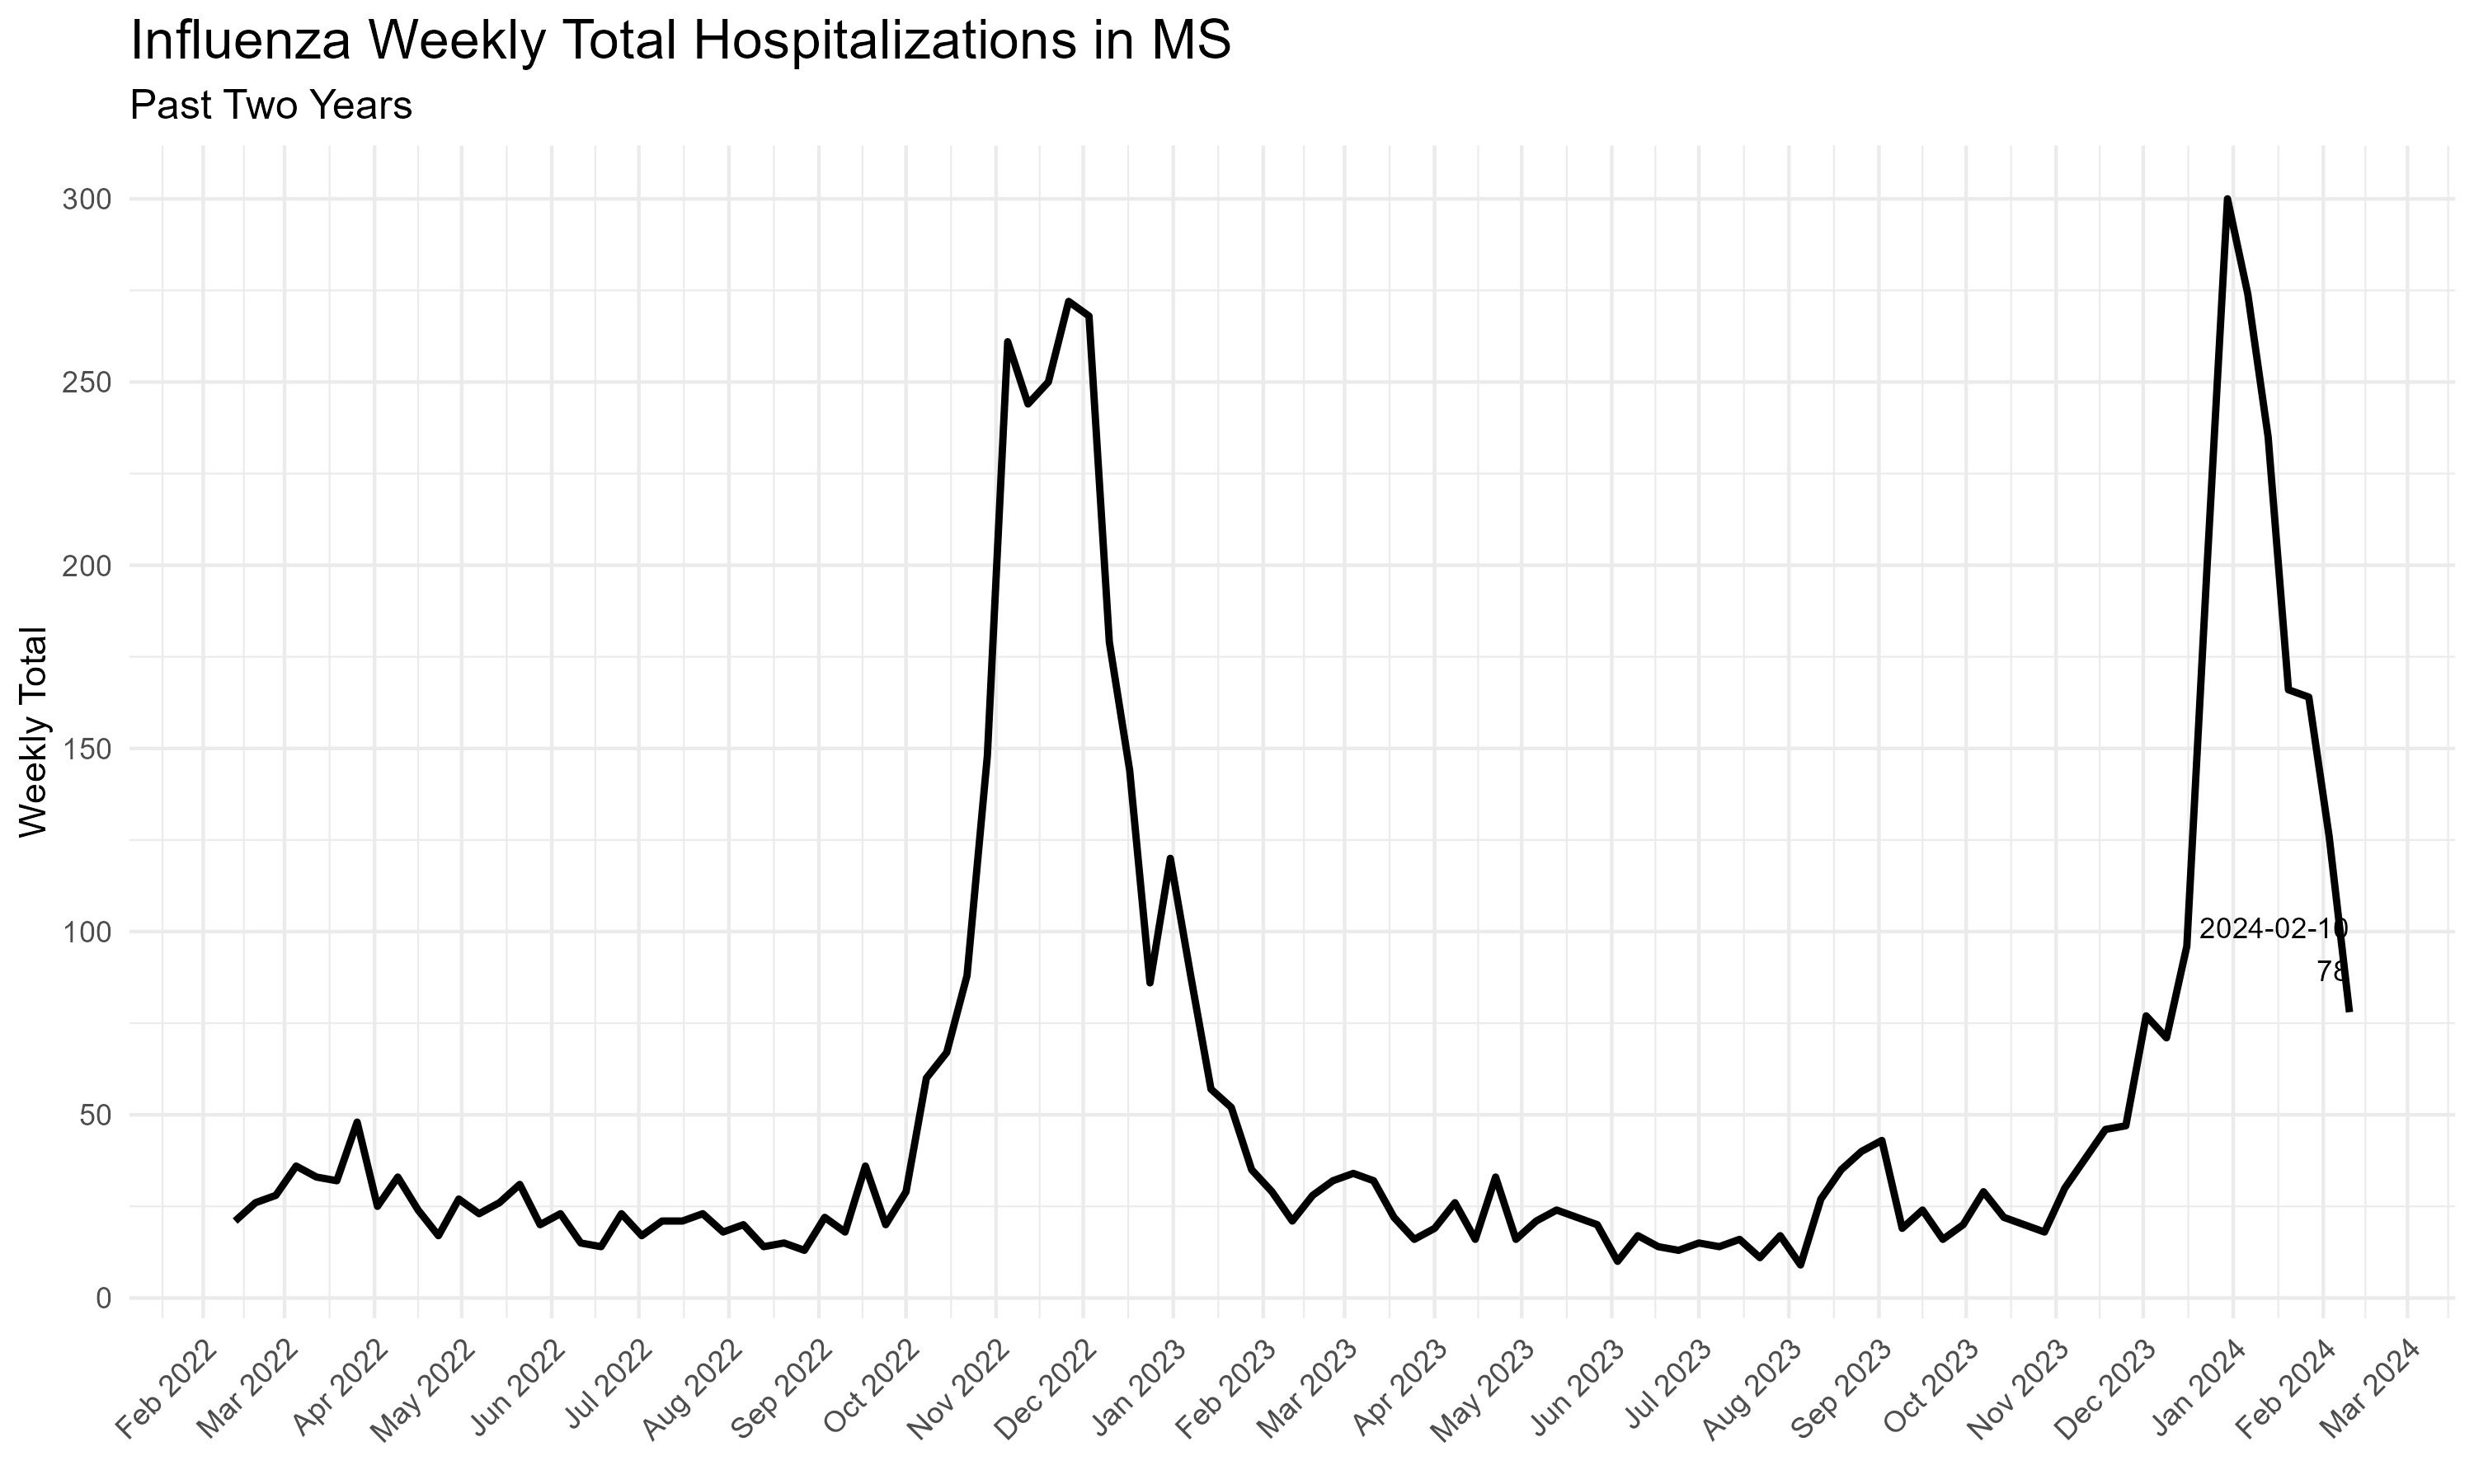 Influenza Weekly Total Hospitalizations in MS
Past Two Years
Weekly Total
300
250
200
150
100
50
0
2024-02-10
78
Feb 2022
Mar 2022
Apr 2022
May 2022
Jun 2022
Jul 2022
Aug 2022
Sep 2022
Oct 2022
Nov 2022
Dec 2022
Jan 2023
Feb 2023
Mar 2023
Apr 2023
May 2023
Jun 2023
Jul 2023
Aug 2023
Sep 2023
Oct 2023
Nov 2023
Dec 2023
Jan 2024
Feb 2024
Mar 2024